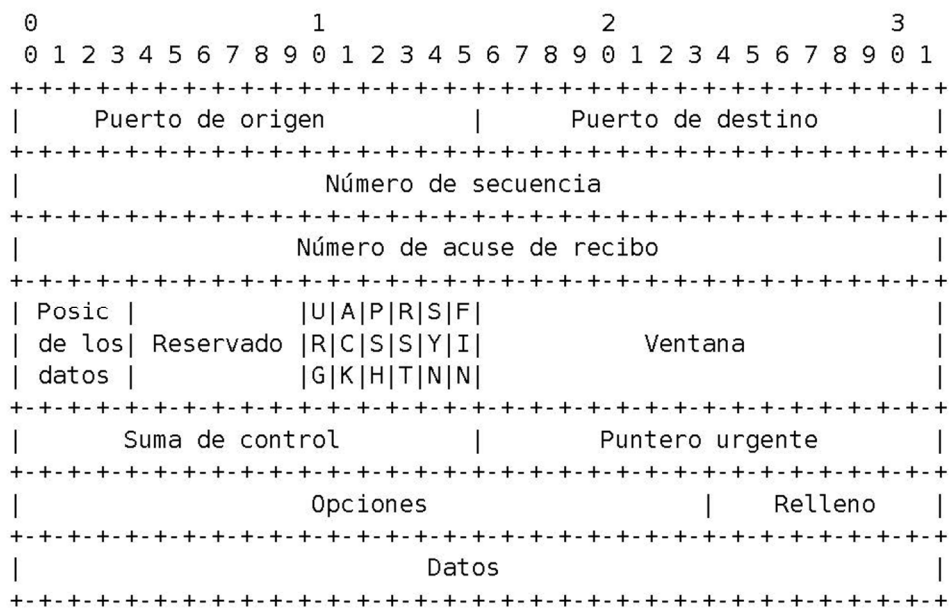 0                   1                   2                   3
 0 1 2 3 4 5 6 7 8 9 0 1 2 3 4 5 6 7 8 9 0 1 2 3 4 5 6 7 8 9 0 1
+-+-+-+-+-+-+-+-+-+-+-+-+-+-+-+-+-+-+-+-+-+-+-+-+-+-+-+-+-+-+-+-+
|     Puerto de origen          |      Puerto de destino        |
+-+-+-+-+-+-+-+-+-+-+-+-+-+-+-+-+-+-+-+-+-+-+-+-+-+-+-+-+-+-+-+-+
|                     Número de secuencia                       |
+-+-+-+-+-+-+-+-+-+-+-+-+-+-+-+-+-+-+-+-+-+-+-+-+-+-+-+-+-+-+-+-+
|                   Número de acuse de recibo                   |
+-+-+-+-+-+-+-+-+-+-+-+-+-+-+-+-+-+-+-+-+-+-+-+-+-+-+-+-+-+-+-+-+
| Posic |           |U|A|P|R|S|F|                               |
| de los| Reservado |R|C|S|S|Y|I|           Ventana             |
| datos |           |G|K|H|T|N|N|                               |
+-+-+-+-+-+-+-+-+-+-+-+-+-+-+-+-+-+-+-+-+-+-+-+-+-+-+-+-+-+-+-+-+
|       Suma de control         |        Puntero urgente        |
+-+-+-+-+-+-+-+-+-+-+-+-+-+-+-+-+-+-+-+-+-+-+-+-+-+-+-+-+-+-+-+-+
|                    Opciones                   |    Relleno    |
+-+-+-+-+-+-+-+-+-+-+-+-+-+-+-+-+-+-+-+-+-+-+-+-+-+-+-+-+-+-+-+-+
|                            Datos                              |
+-+-+-+-+-+-+-+-+-+-+-+-+-+-+-+-+-+-+-+-+-+-+-+-+-+-+-+-+-+-+-+-+